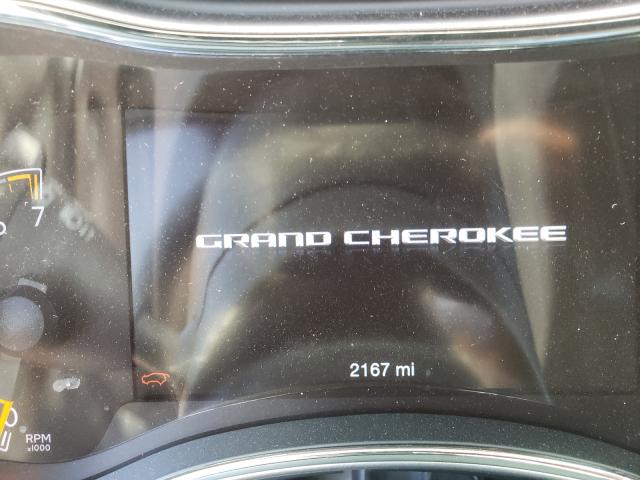 7
GRAND CHEROKEE
2167 mi
RPM
x1000